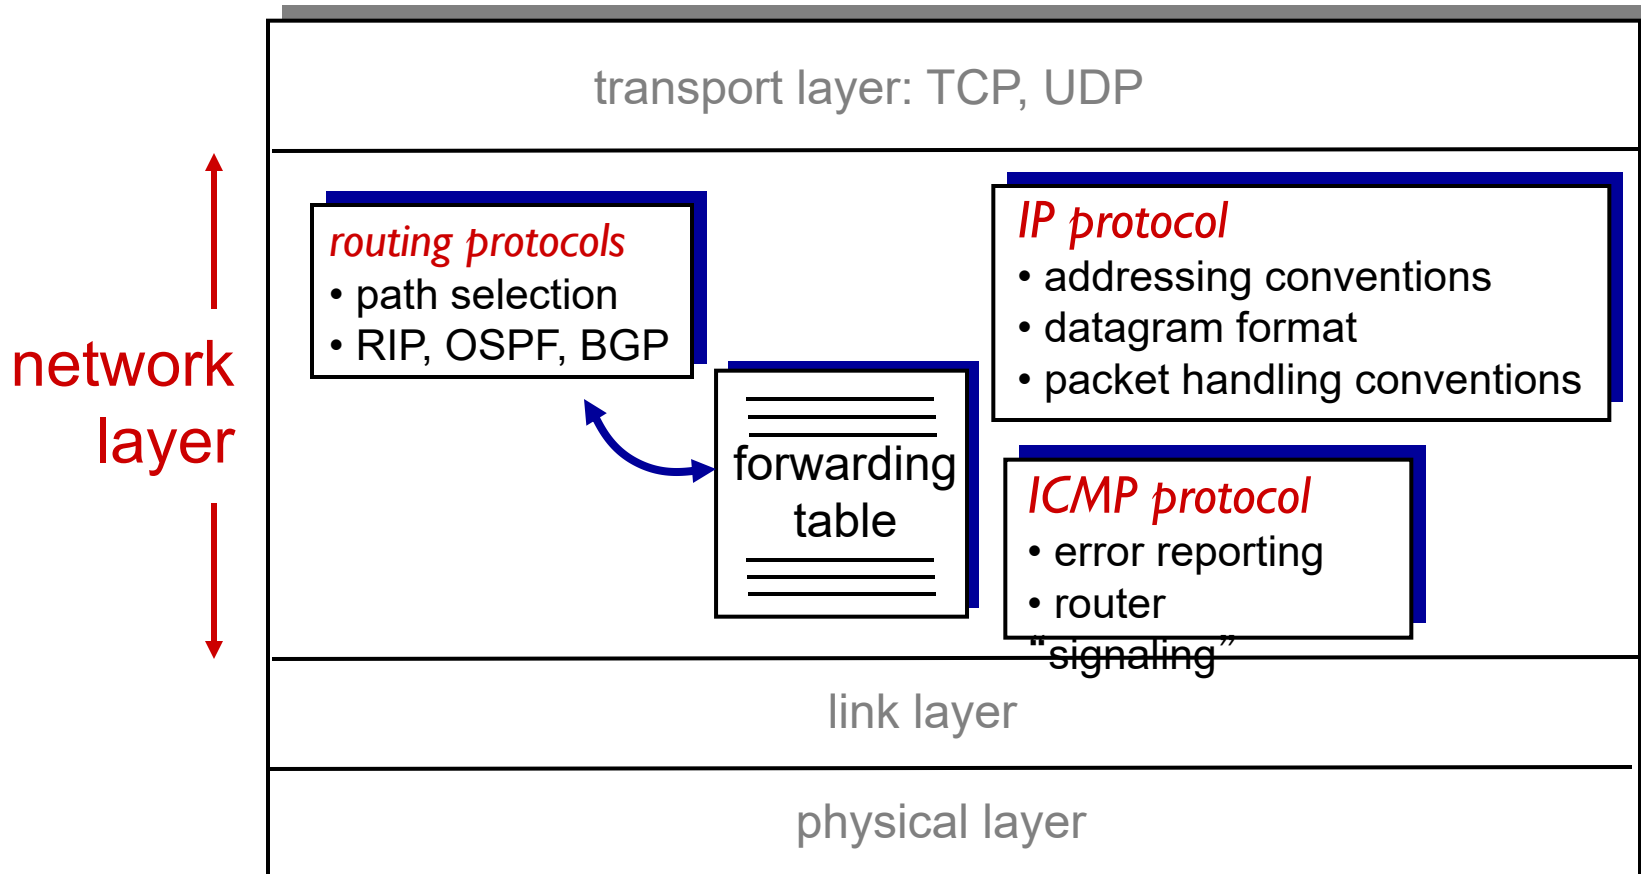 transport layer: TCP, UDP
network
layer
routing protocols
• path selection
• RIP, OSPF, BGP
IP protocol
• addressing conventions
• datagram format
• packet handling conventions
forwarding
table
ICMP protocol
• error reporting
• router
“signaling”
link layer
physical layer